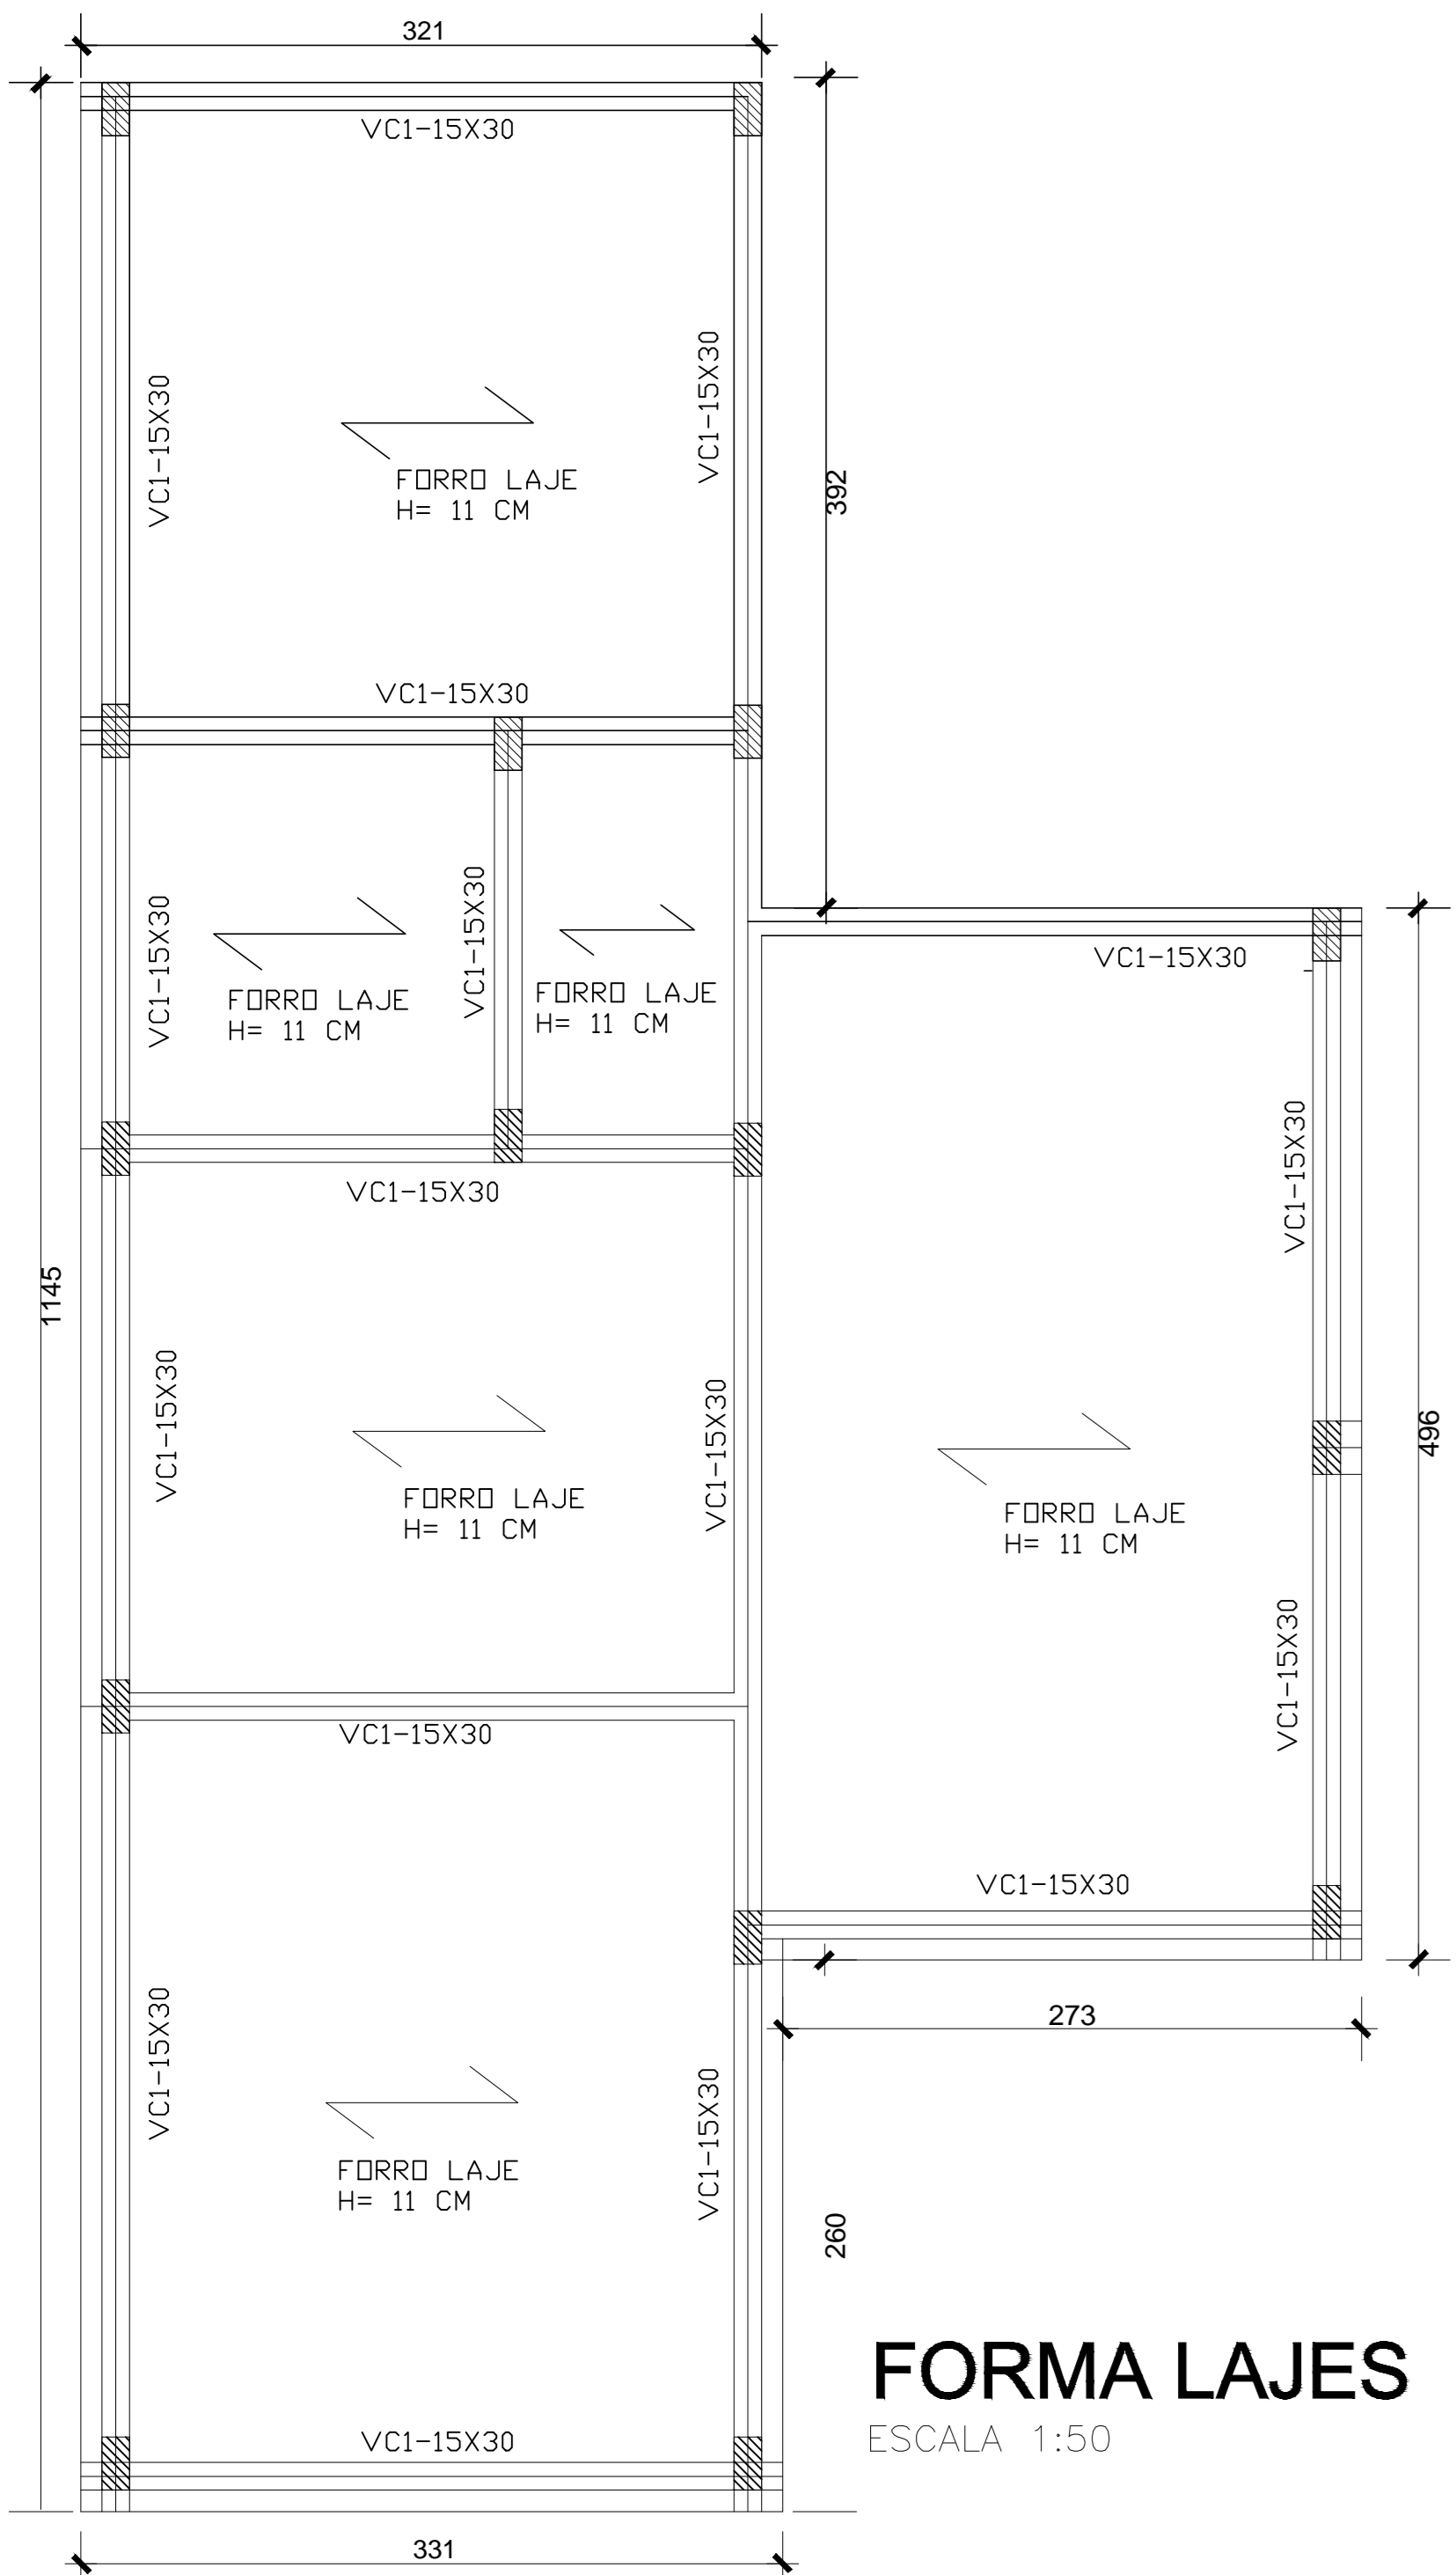 321
VC1-15X30
VC1-15X30
VC1-15X30
392
FORRO LAJE
H= 11 CM
VC1-15X30
VC1-15X30
VC1-15X30
VC1-15X30
FORRO LAJE
H= 11 CM
FORRO LAJE
H= 11 CM
VC1-15X30
VC1-15X30
1145
VC1-15X30
VC1-15X30
VC1-15X30
496
FORRO LAJE
H= 11 CM
FORRO LAJE
H= 11 CM
VC1-15X30
VC1-15X30
VC1-15X30
273
VC1-15X30
VC1-15X30
FORRO LAJE
H= 11 CM
260
FORMA LAJES
ESCALA 1:50
VC1-15X30
331